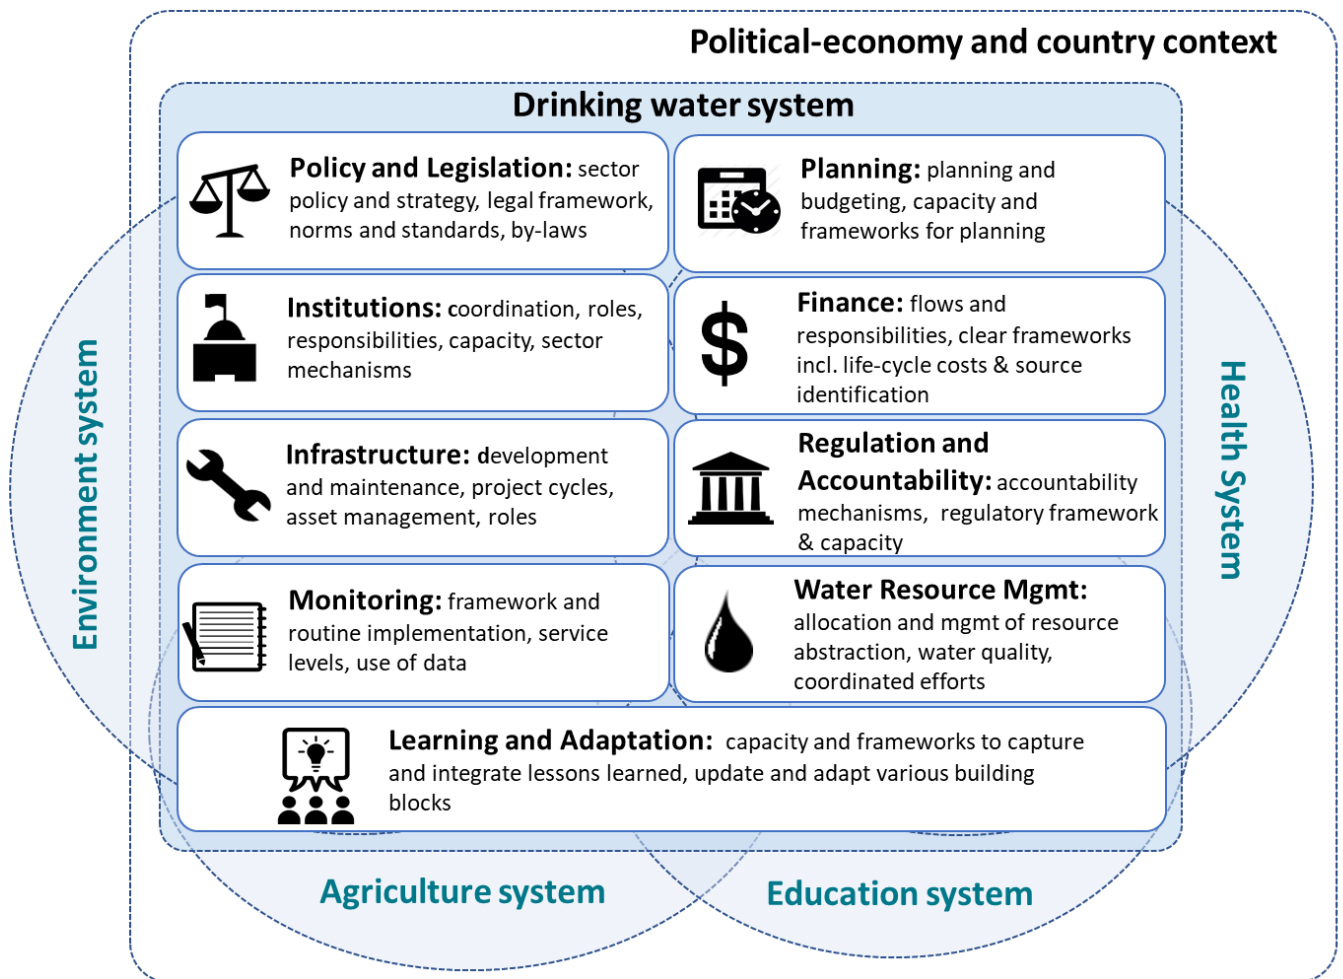 Political-economy and country context
Drinking water system
Policy and Legislation: sector
policy and strategy, legal framework,
norms and standards, by-laws
Planning: planning and
budgeting, capacity and
frameworks for planning
Institutions: coordination, roles,
responsibilities, capacity, sector
mechanisms
Finance: flows and
responsibilities, clear frameworks
incl. life-cycle costs & source
identification
Infrastructure: development
and maintenance, project cycles,
asset management, roles
Regulation and
Accountability: accountability
mechanisms, regulatory framework
& capacity
Monitoring: framework and
routine implementation, service
levels, use of data
Water Resource Mgmt:
allocation and mgmt of resource
abstraction, water quality,
coordinated efforts
Learning and Adaptation: capacity and frameworks to capture
and integrate lessons learned, update and adapt various building
blocks
Environment system
Health System
Agriculture system
Education system